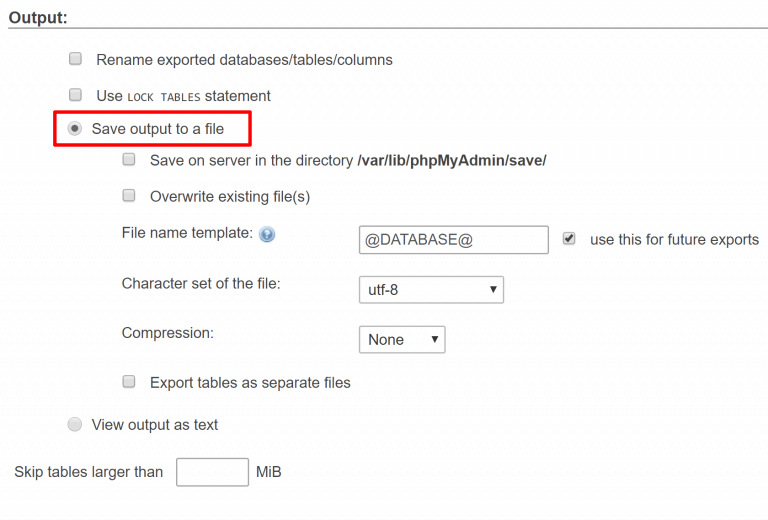 Output:
Rename exported databases/tables/columns
Use LOCK TABLES statement
Save output to a file
Save on server in the directory /var/lib/phpMyAdmin/save/
Overwrite existing file(s)
File name template: @DATABASE@ use this for future exports
Character set of the file: utf-8
Compression: None
Export tables as separate files
View output as text
Skip tables larger than MiB